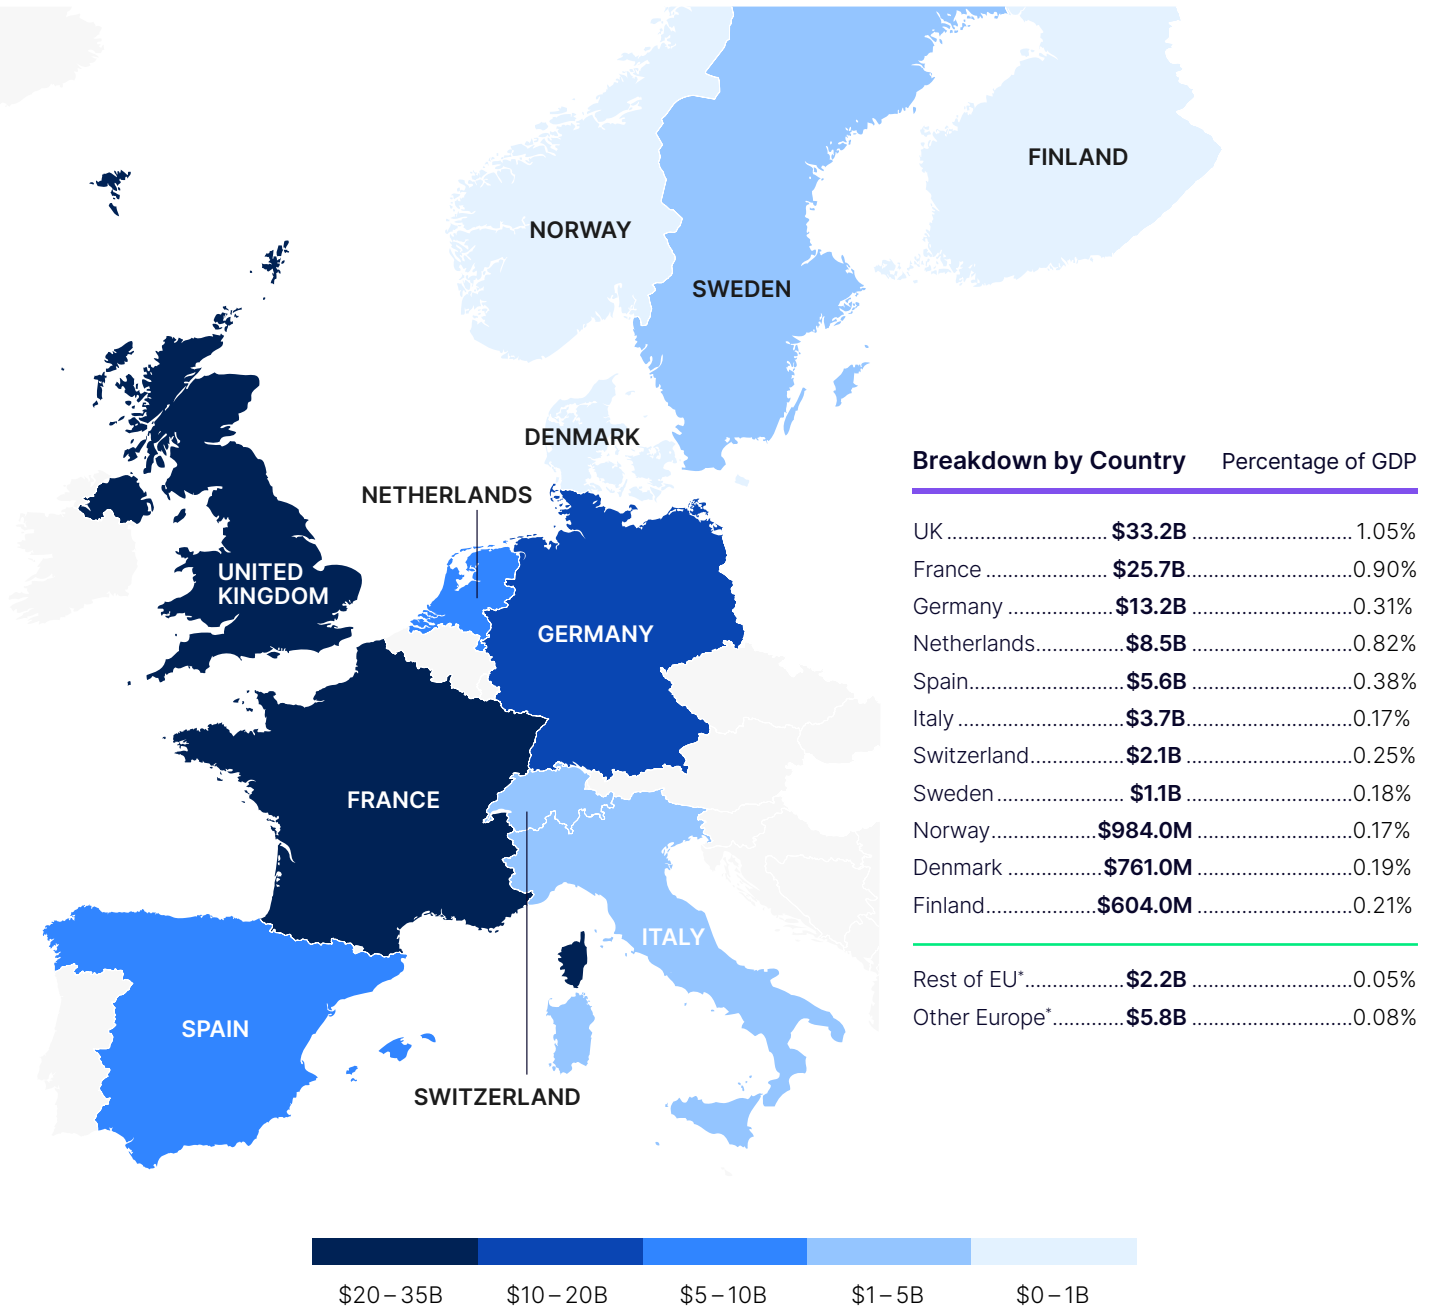 FINLAND
NORWAY
SWEDEN
DENMARK
NETHERLANDS
UNITED
KINGDOM
GERMANY
FRANCE
ITALY
SPAIN
SWITZERLAND
Breakdown by Country Percentage of GDP
UK $33.2B 1.05%
France $25.7B 0.90%
Germany $13.2B 0.31%
Netherlands $8.5B 0.82%
Spain $5.6B 0.38%
Italy $3.7B 0.17%
Switzerland $2.1B 0.25%
Sweden $1.1B 0.18%
Norway $984.0M 0.17%
Denmark $761.0M 0.19%
Finland $604.0M 0.21%
Rest of EU* $2.2B 0.05%
Other Europe* $5.8B 0.08%
$20–35B $10–20B $5–10B $1–5B $0–1B